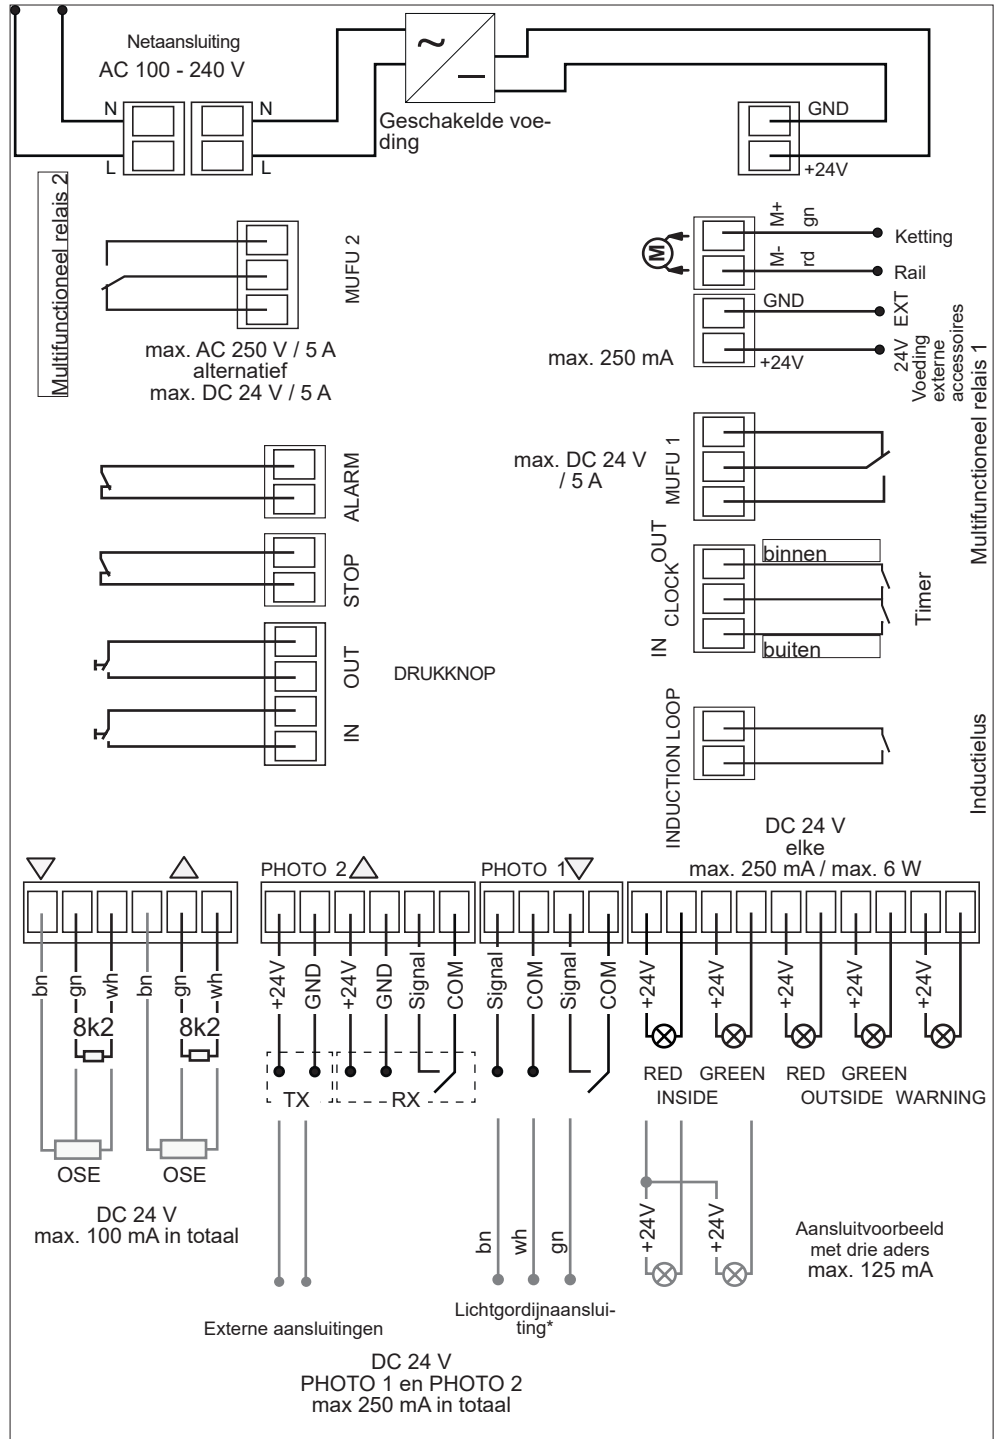 Netaansluiting
AC 100 - 240 V
N
N
L
L
~
Geschakelde voe-
ding
GND
+24V
Multifunctioneel relais 2
MUFU 2
max. AC 250 V / 5 A
alternatief
max. DC 24 V / 5 A
M
M+
gn
M-
rd
Ketting
Rail
GND
+24V
max. 250 mA
EXT
24V
Voeding
externe
accessoires
max. DC 24 V
/ 5 A
MUFU 1
Multifunctioneel relais 1
ALARM
STOP
OUT
IN
DRUKKNOP
OUT
CLOCK
IN
binnen
buiten
Timer
INDUCTION LOOP
Inductielus
DC 24 V
elke
max. 250 mA / max. 6 W
PHOTO 2
PHOTO 1
bn
gn
wh
bn
gn
wh
8k2
8k2
+24V
GND
+24V
GND
Signal
COM
Signal
COM
Signal
COM
+24V
+24V
+24V
+24V
+24V
TX
RX
RED GREEN RED GREEN
INSIDE OUTSIDE WARNING
OSE
OSE
DC 24 V
max. 100 mA in totaal
bn
wh
gn
+24V
+24V
Aansluitvoorbeeld
met drie aders
max. 125 mA
Externe aansluitingen
Lichtgordijnaanslui-
ting*
DC 24 V
PHOTO 1 en PHOTO 2
max 250 mA in totaal